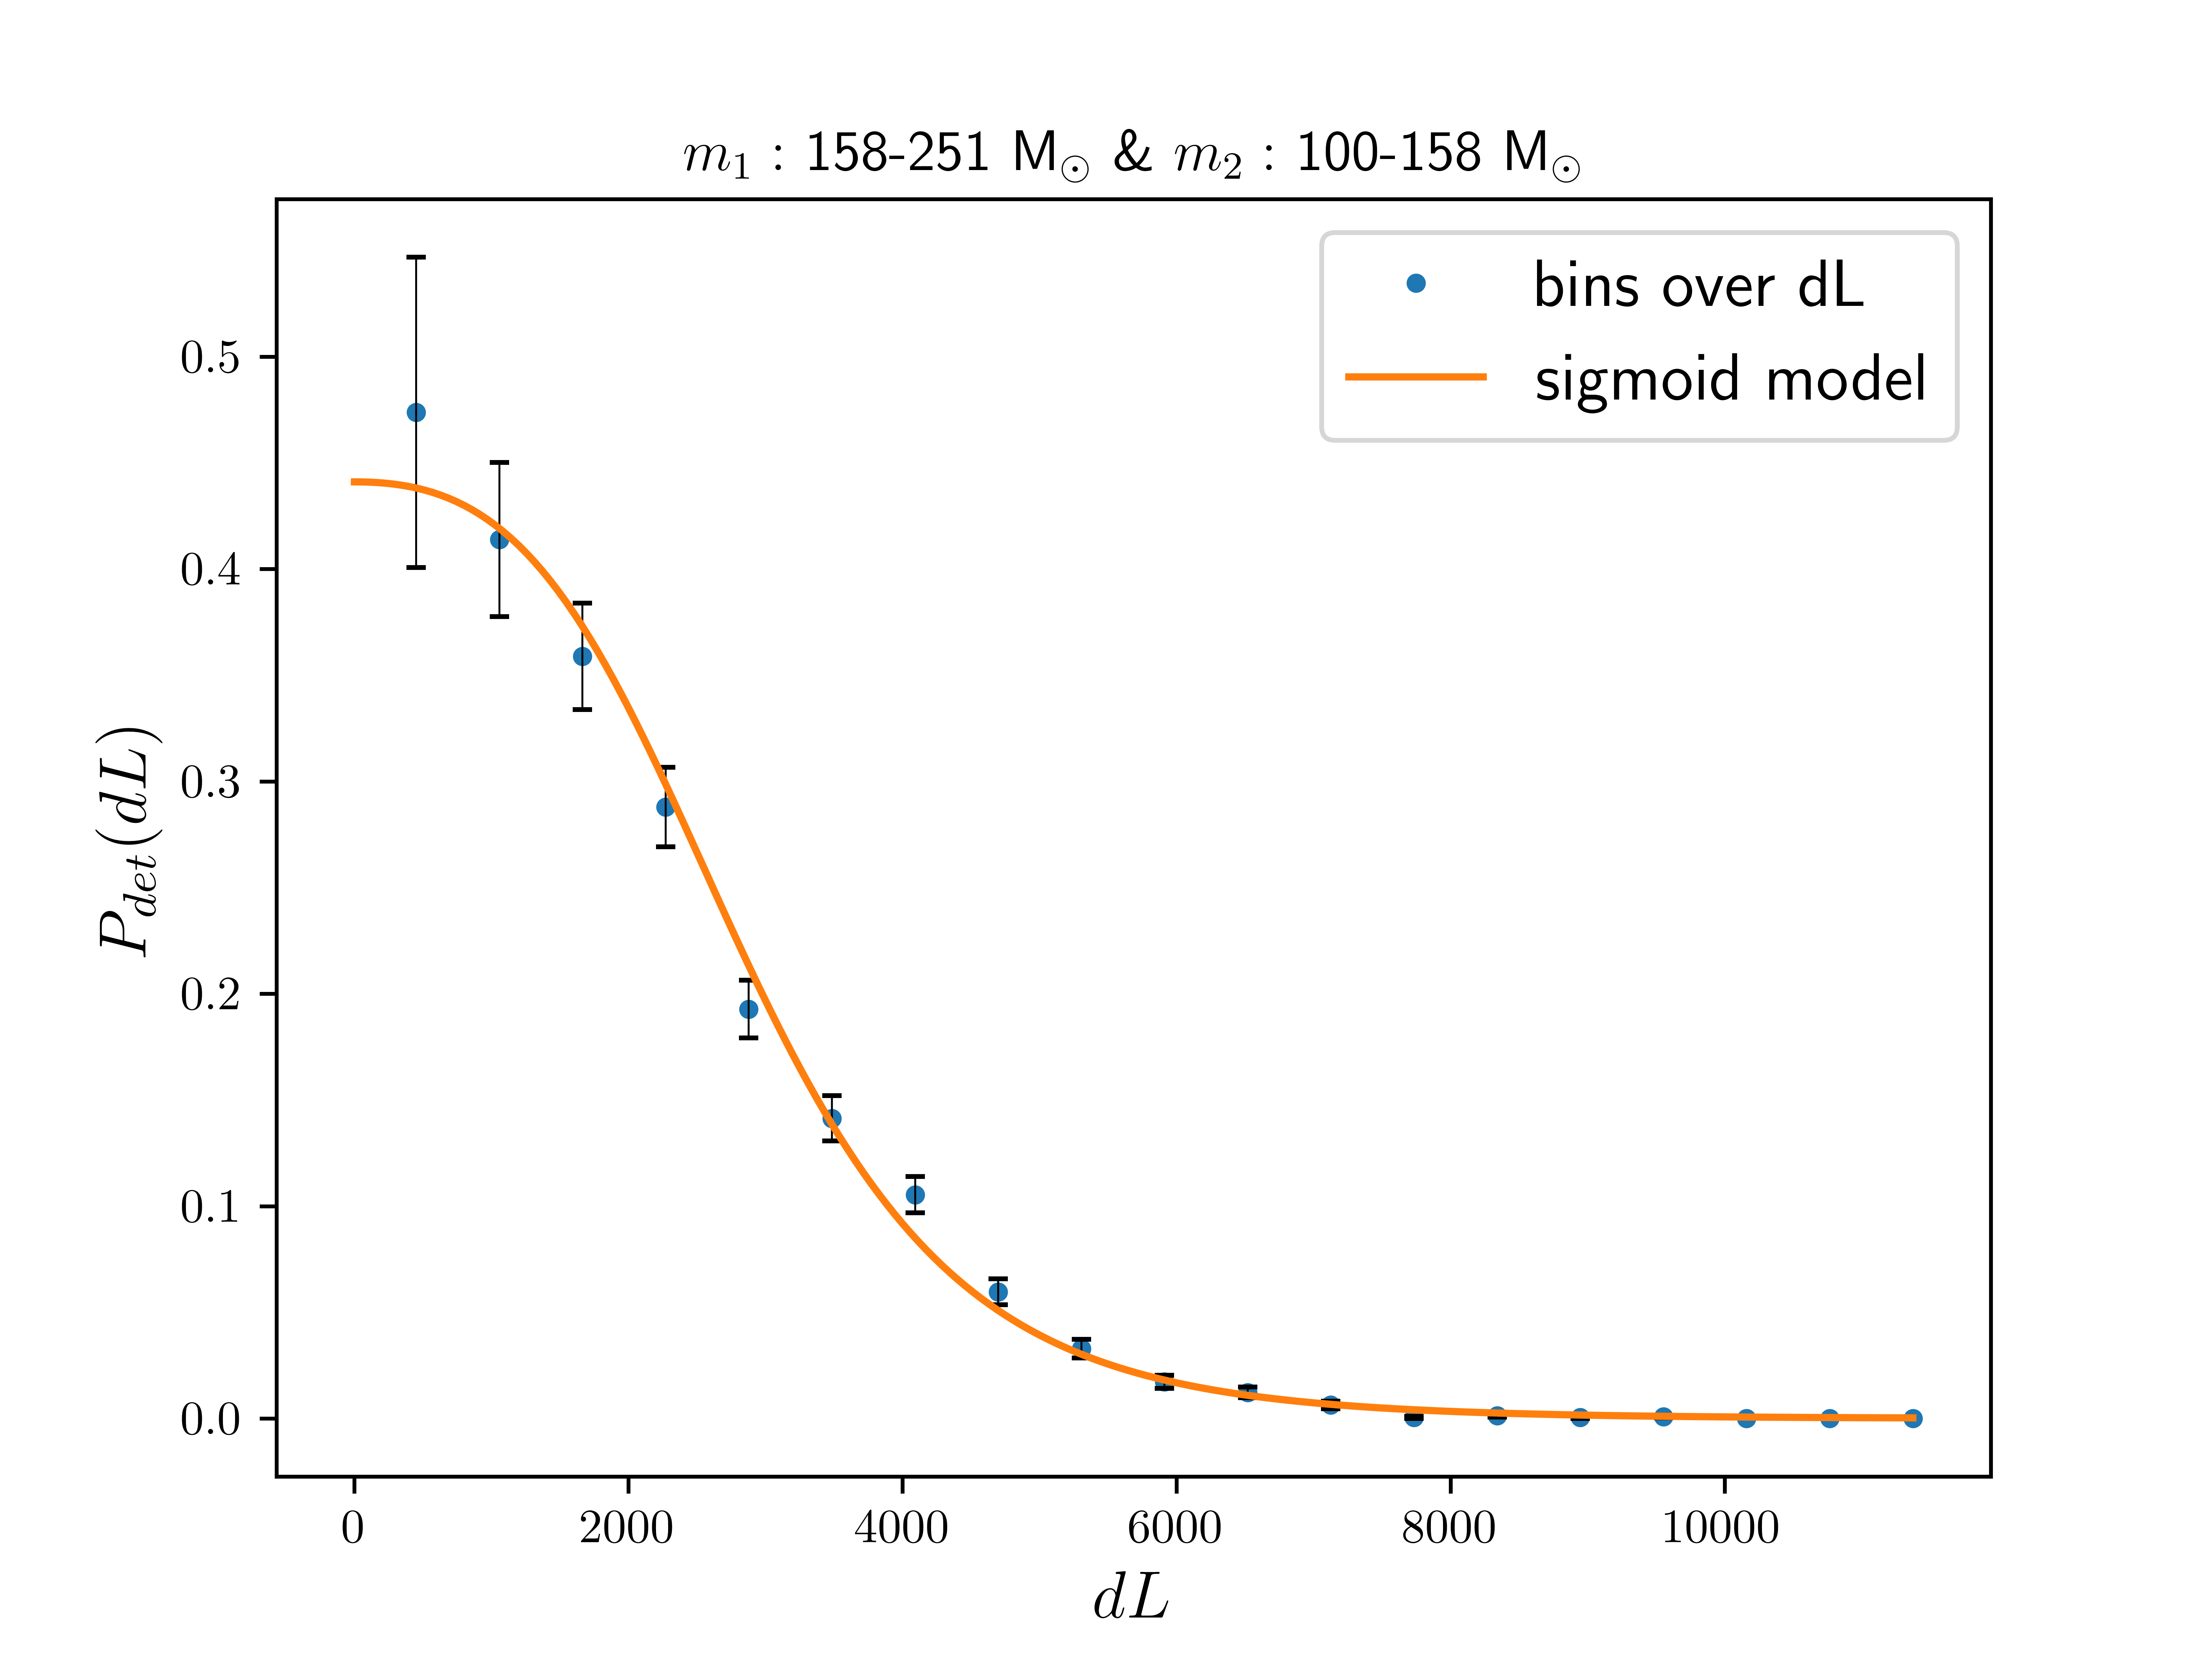 m₁ : 158-251 M⊙ & m₂ : 100-158 M⊙
bins over dL
sigmoid model
P_det(dL)
0.5
0.4
0.3
0.2
0.1
0.0
0 2000 4000 6000 8000 10000
dL